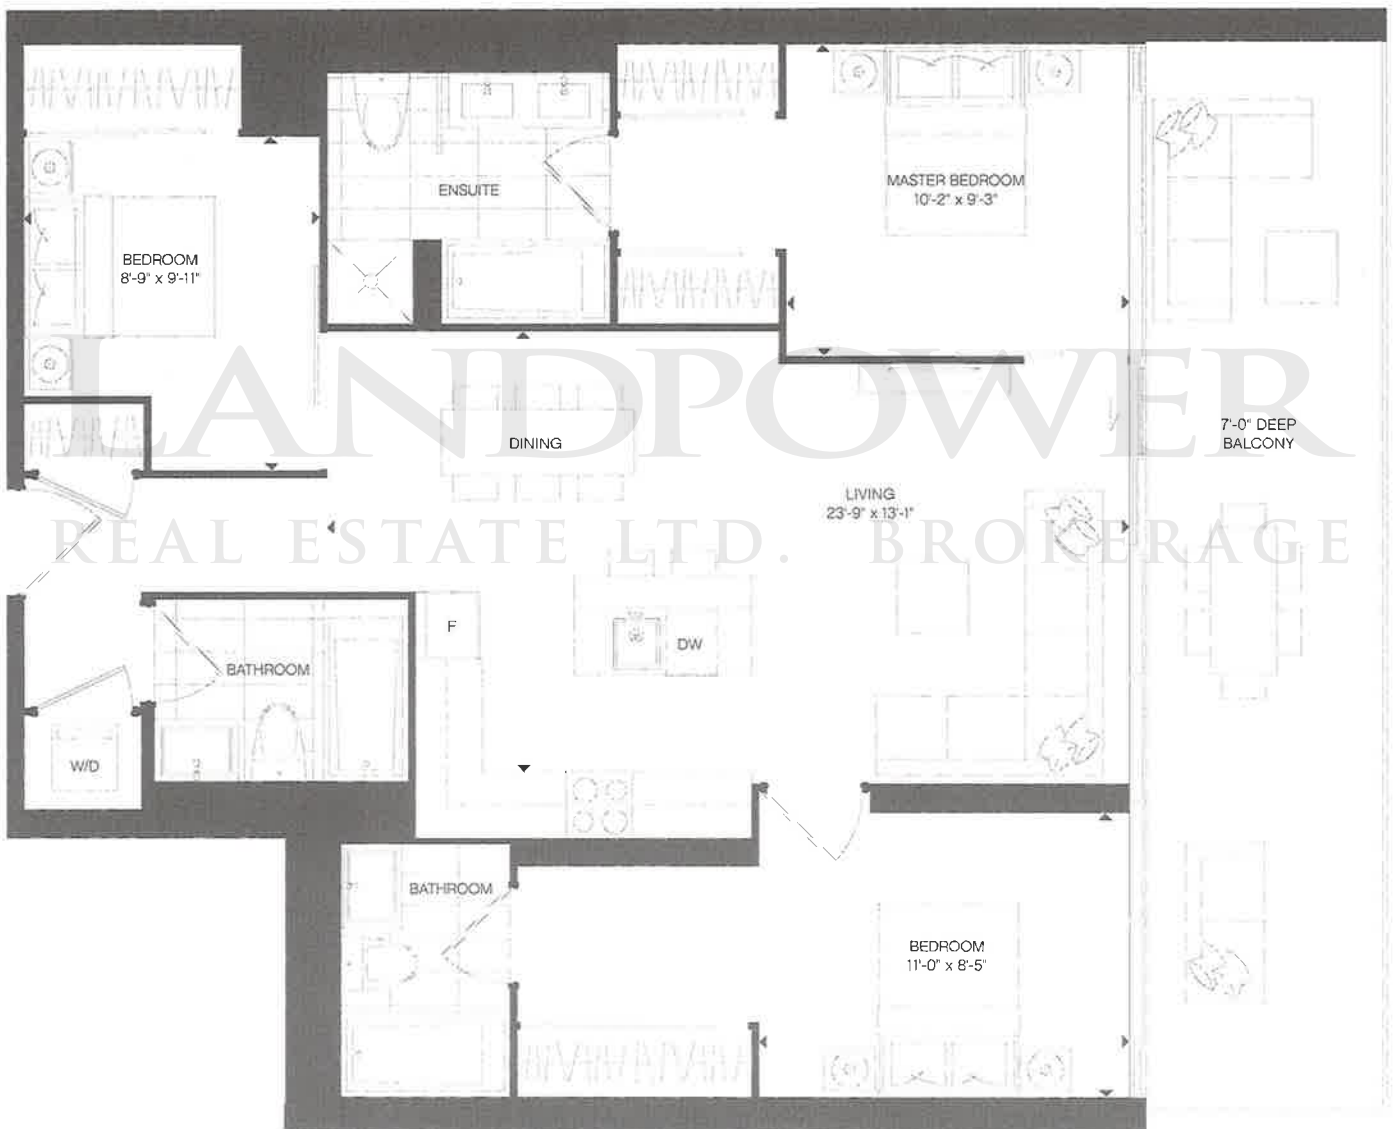 ENSUITE
MASTER BEDROOM
10'-2" x 9'-3"
BEDROOM
8'-9" x 9'-11"
LANDPOWER
7'-0" DEEP
BALCONY
DINING
LIVING
23'-9" x 13'-1"
REAL ESTATE LTD. BROKERAGE
F
DW
BATHROOM
W/D
BATHROOM
BEDROOM
11'-0" x 8'-5"